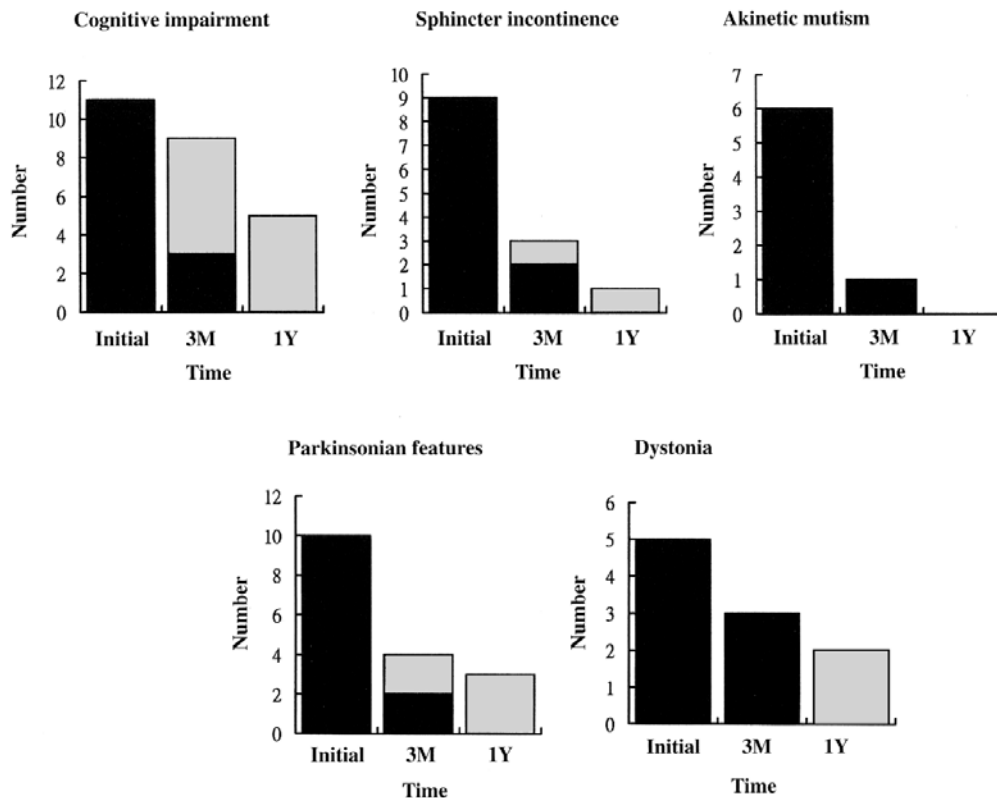 Cognitive impairment
12
10
8
6
4
2
0
Number
Initial 3M 1Y
Time
Sphincter incontinence
10
9
8
7
6
5
4
3
2
1
0
Number
Initial 3M 1Y
Time
Akinetic mutism
7
6
5
4
3
2
1
0
Number
Initial 3M 1Y
Time
Parkinsonian features
12
10
8
6
4
2
0
Number
Initial 3M 1Y
Time
Dystonia
6
5
4
3
2
1
0
Number
Initial 3M 1Y
Time